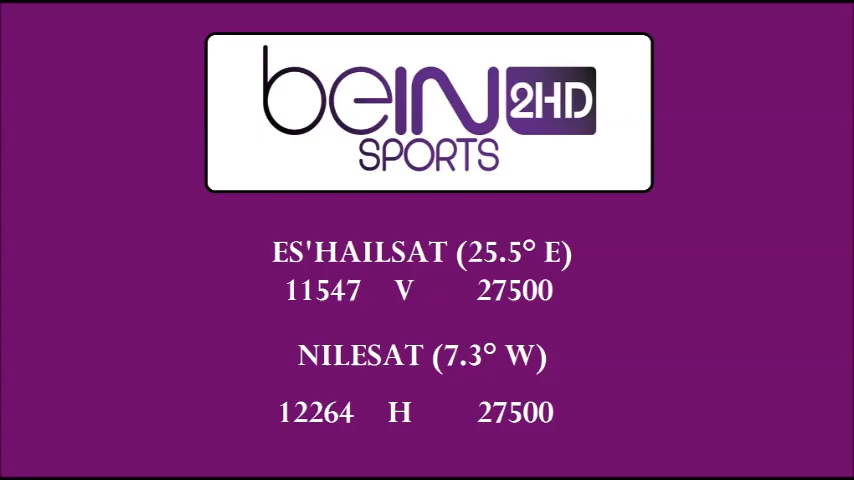 beIN 2HD
SPORTS
ES'HAILSAT (25.5° E)
11547 V 27500
NILESAT (7.3° W)
12264 H 27500